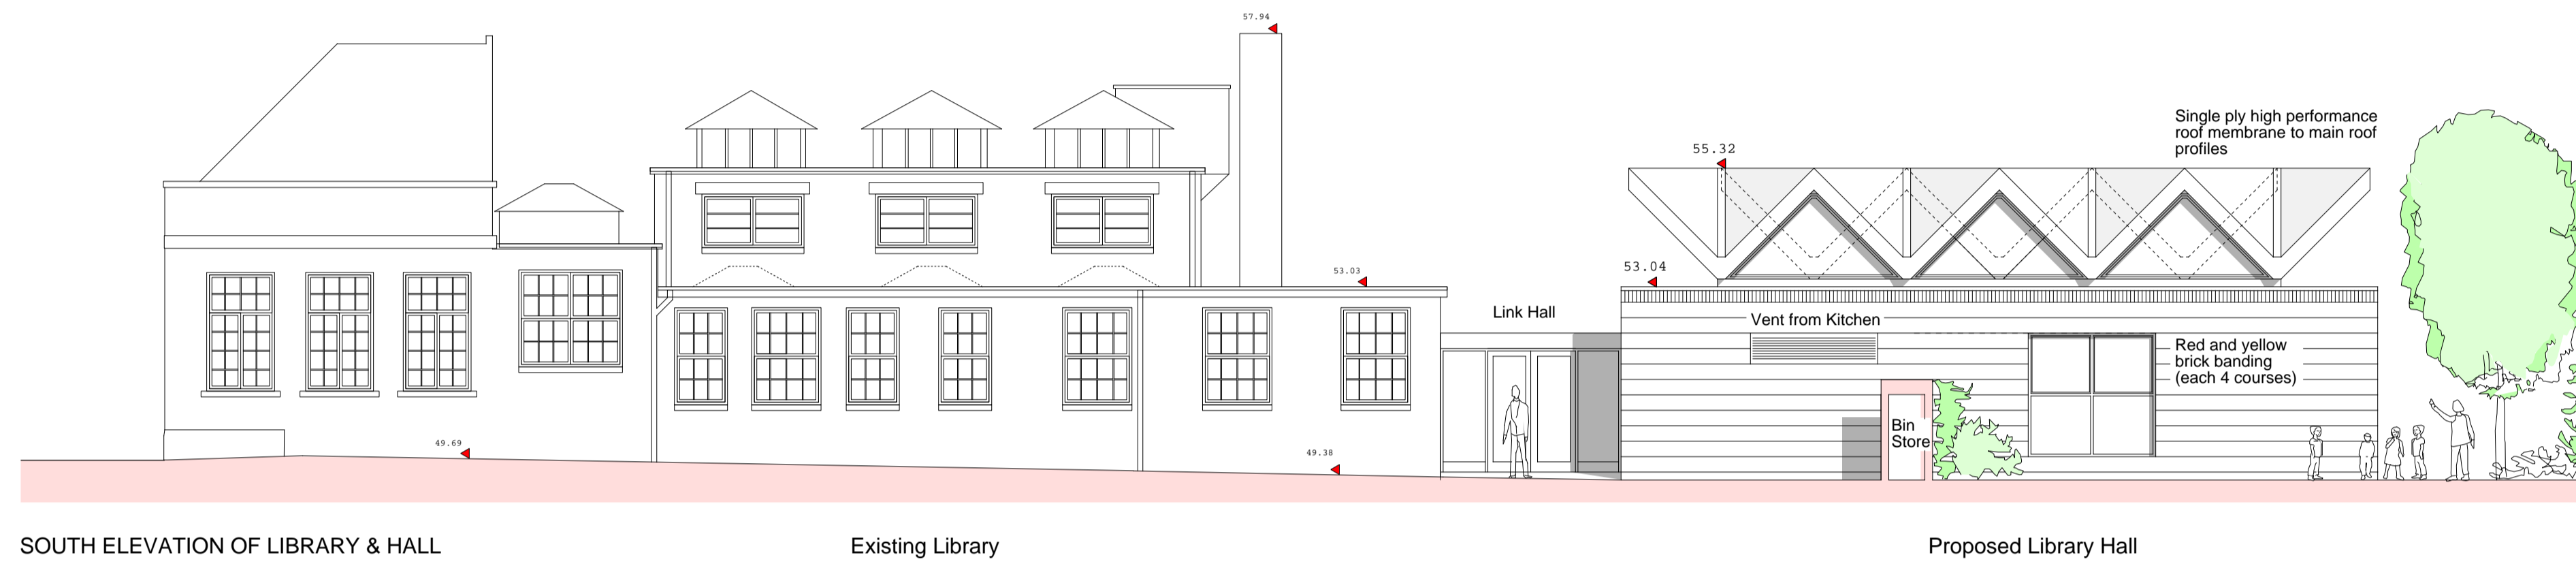 57.94
Single ply high performance
roof membrane to main roof
profiles
55.32
53.04
53.03
Link Hall
Vent from Kitchen
Red and yellow
brick banding
(each 4 courses)
Bin
Store
49.69
49.38
SOUTH ELEVATION OF LIBRARY & HALL
Existing Library
Proposed Library Hall